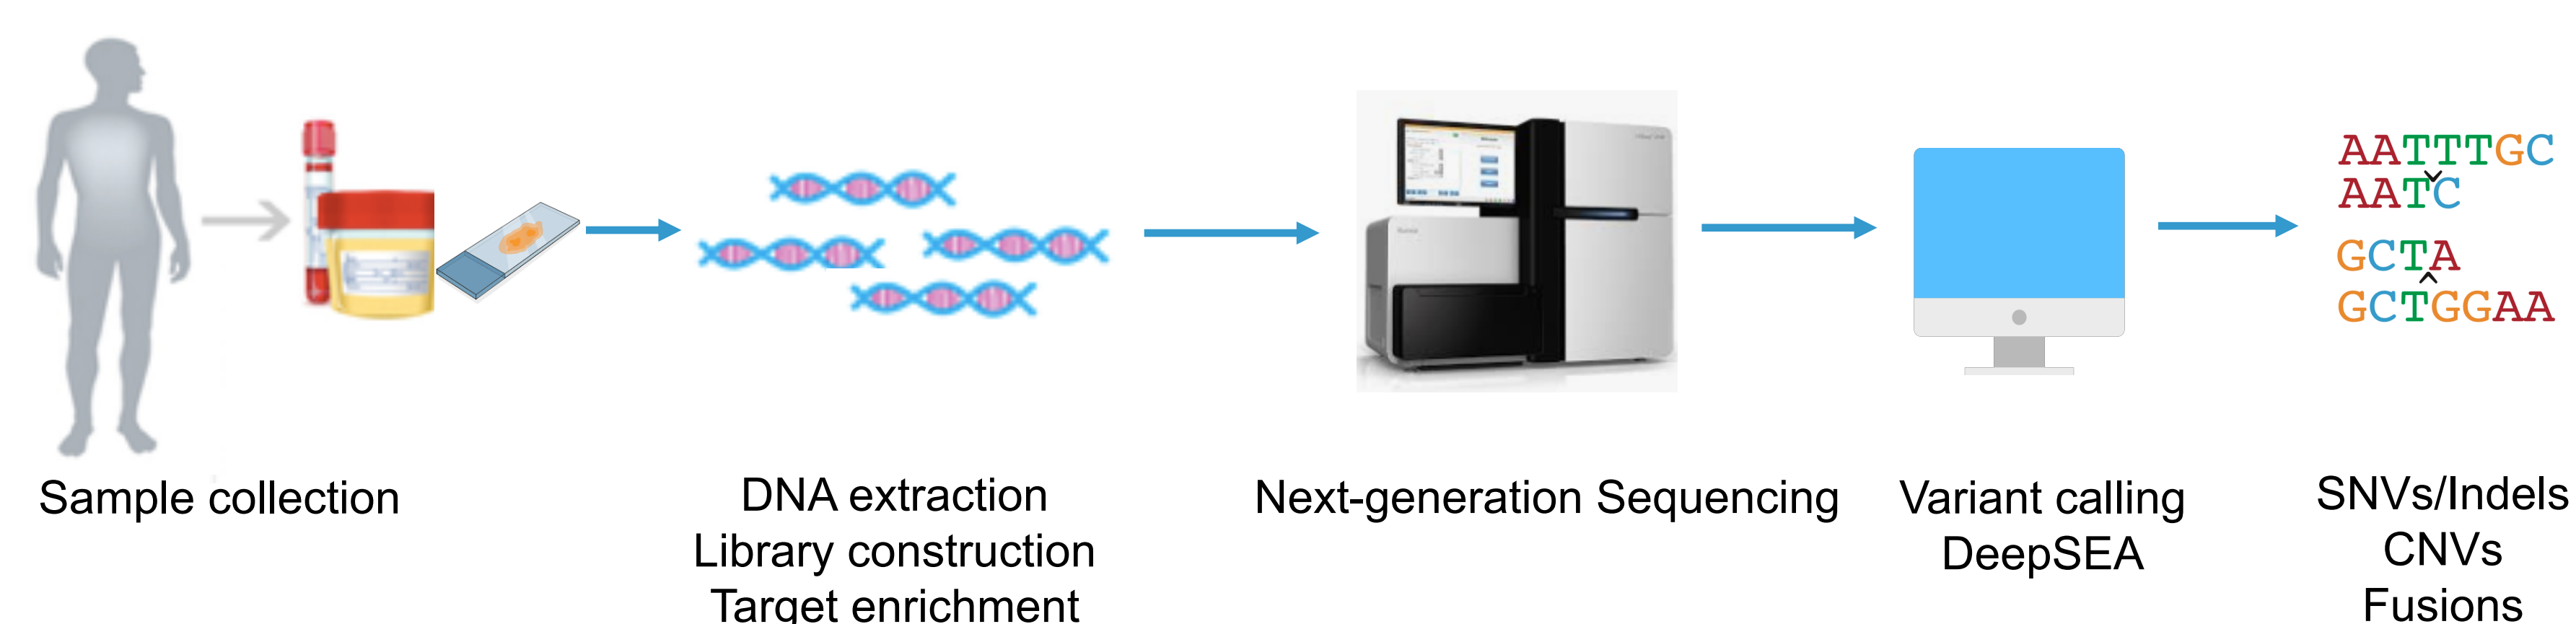 AATTTGC
AATC
GCTA
GCTGGAA
Sample collection
DNA extraction
Library construction
Target enrichment
Next-generation Sequencing
Variant calling
DeepSEA
SNVs/Indels
CNVs
Fusions